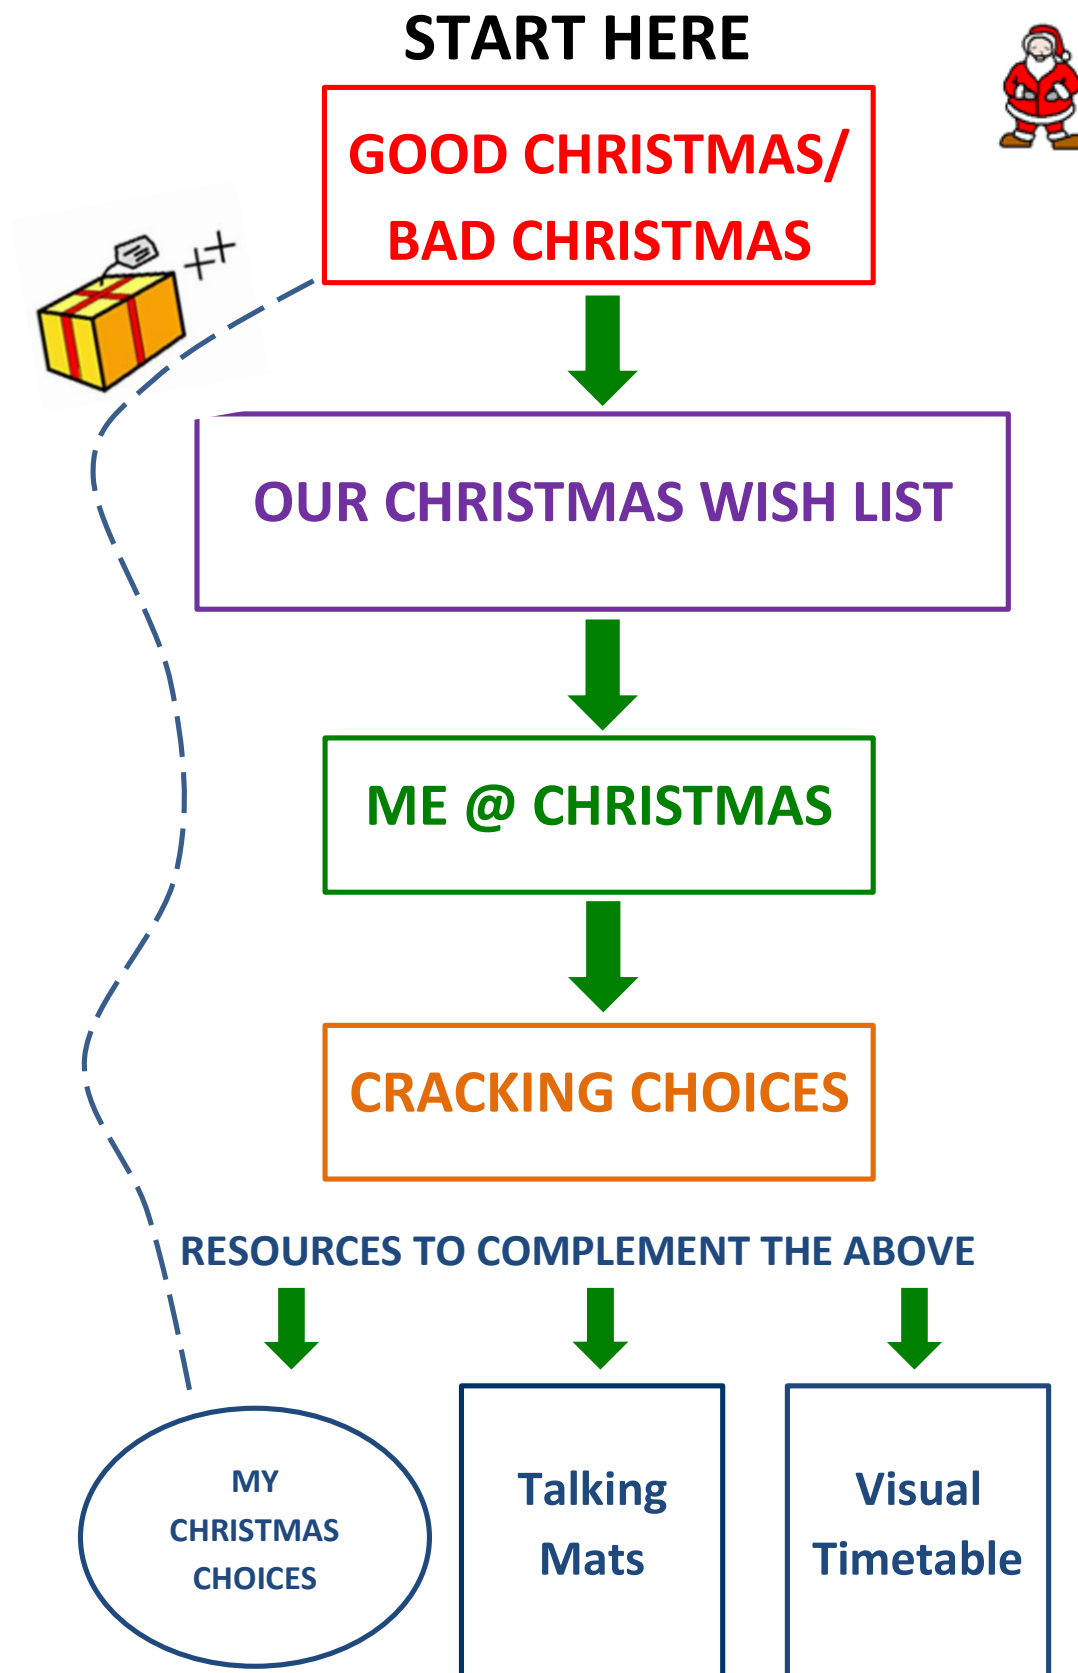 START HERE
GOOD CHRISTMAS/
BAD CHRISTMAS
OUR CHRISTMAS WISH LIST
ME @ CHRISTMAS
CRACKING CHOICES
RESOURCES TO COMPLEMENT THE ABOVE
MY
CHRISTMAS
CHOICES
Talking
Mats
Visual
Timetable